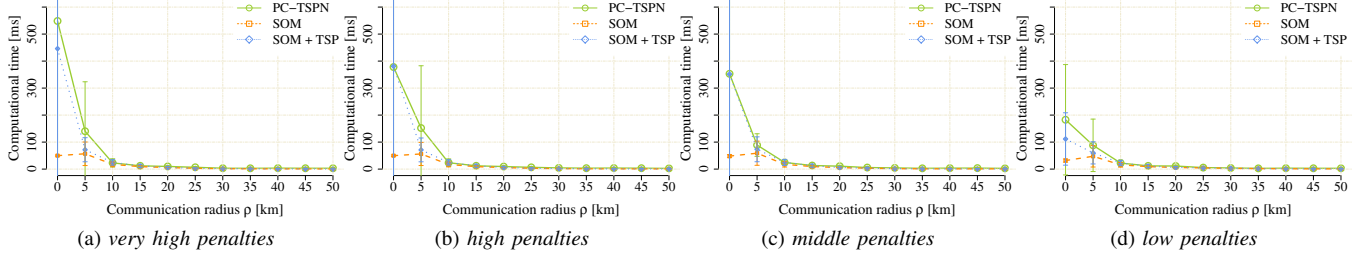 Computational time [ms]
0
100
300
500
PC−TSPN
SOM
SOM + TSP
0 5 10 15 20 25 30 35 40 45 50
Communication radius ρ [km]
(a) very high penalties
Computational time [ms]
0
100
300
500
PC−TSPN
SOM
SOM + TSP
0 5 10 15 20 25 30 35 40 45 50
Communication radius ρ [km]
(b) high penalties
Computational time [ms]
0
100
300
500
PC−TSPN
SOM
SOM + TSP
0 5 10 15 20 25 30 35 40 45 50
Communication radius ρ [km]
(c) middle penalties
Computational time [ms]
0
100
300
500
PC−TSPN
SOM
SOM + TSP
0 5 10 15 20 25 30 35 40 45 50
Communication radius ρ [km]
(d) low penalties